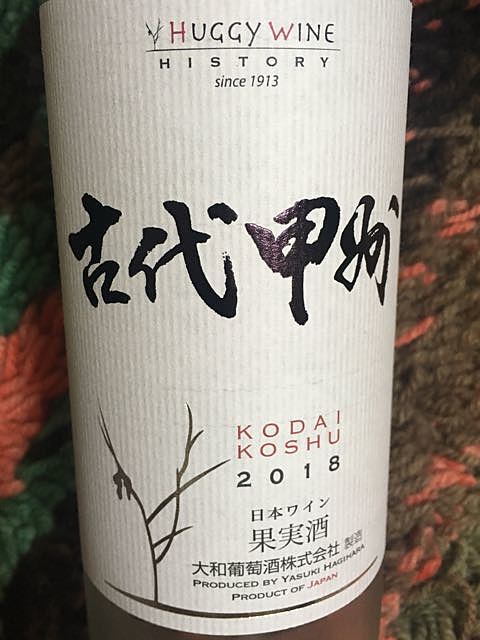 HUGGY WINE
HISTORY
since 1913
古代甲州
KODAI
KOSHU
2018
日本ワイン
果実酒
大和葡萄酒株式会社 製造
PRODUCED BY YASUKI HAGIHARA
PRODUCT OF JAPAN